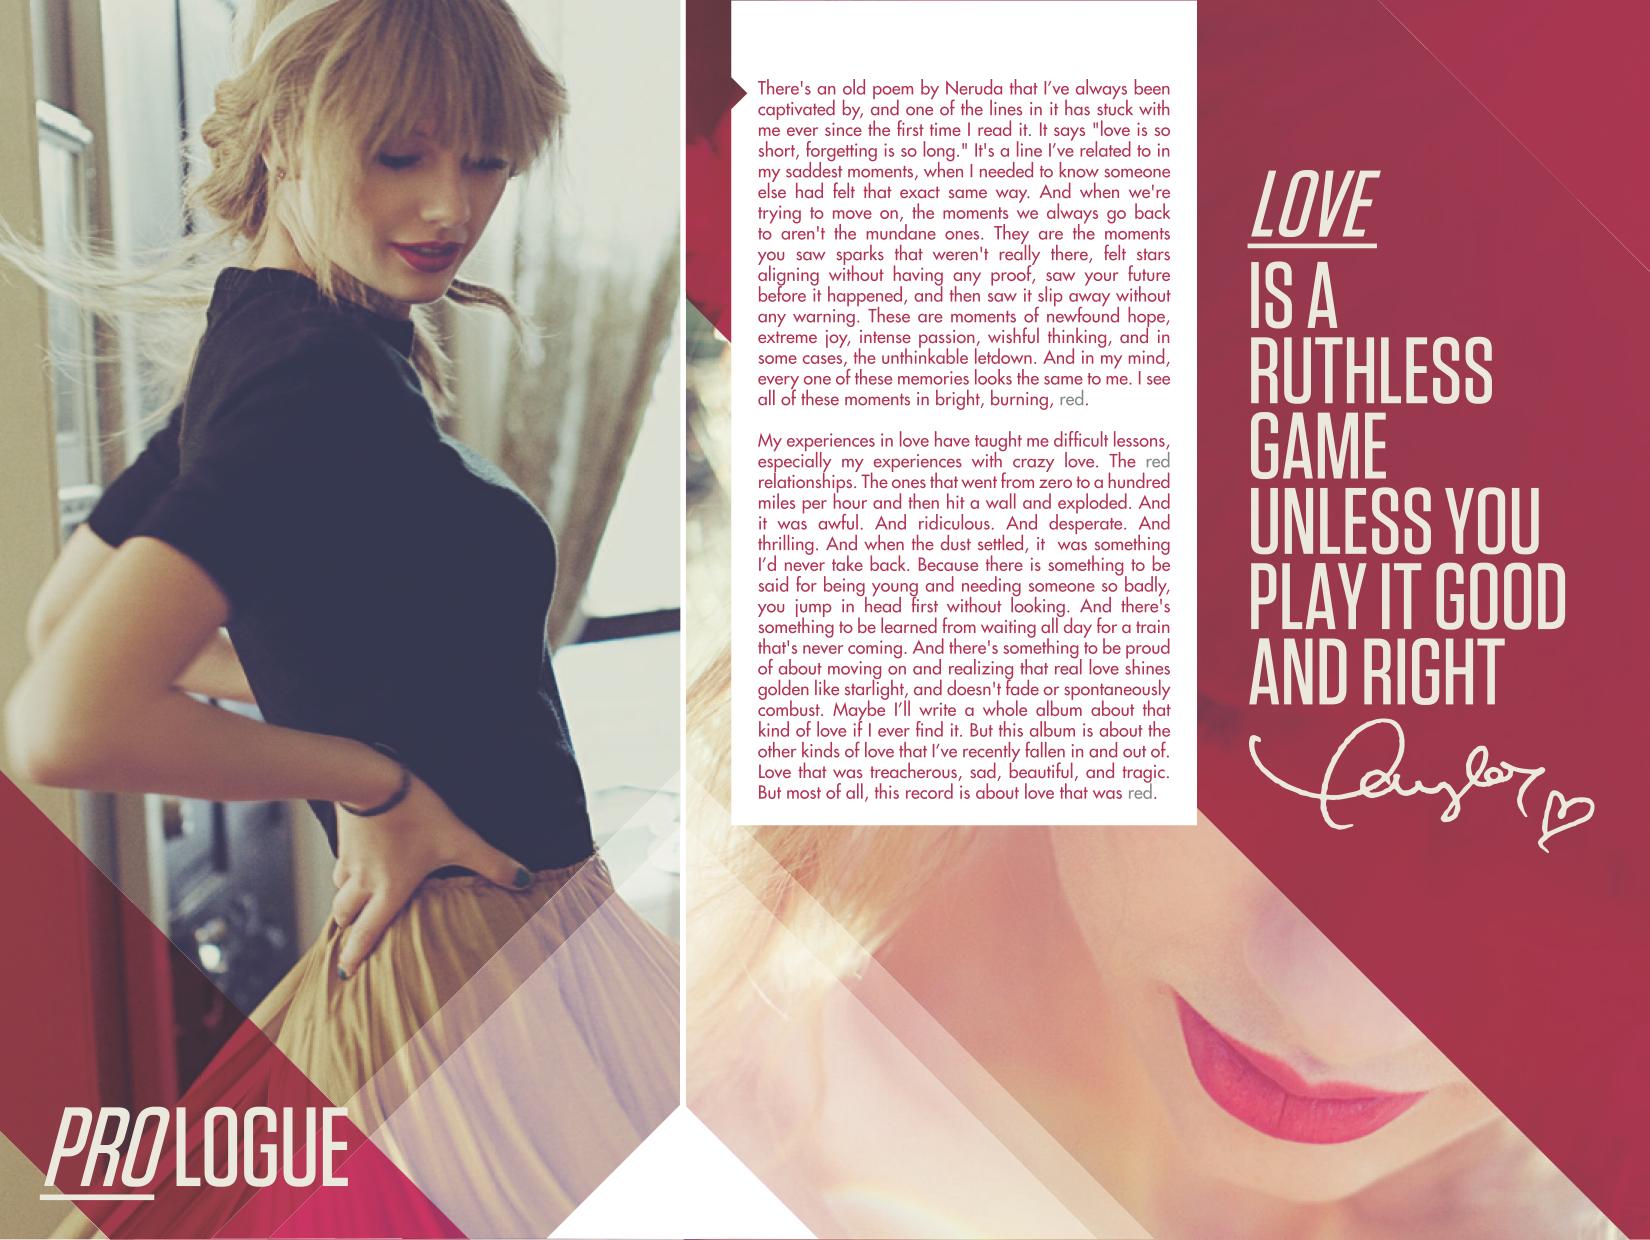 PROLOGUE
There's an old poem by Neruda that I've always been
captivated by, and one of the lines in it has stuck with
me ever since the first time I read it. It says "love is so
short, forgetting is so long." It's a line I've related to in
my saddest moments, when I needed to know someone
else had felt that exact same way. And when we're
trying to move on, the moments we always go back
to aren't the mundane ones. They are the moments
you saw sparks that weren't really there, felt stars
aligning without having any proof, saw your future
before it happened, and then saw it slip away without
any warning. These are moments of newfound hope,
extreme joy, intense passion, wishful thinking, and in
some cases, the unthinkable letdown. And in my mind,
every one of these memories looks the same to me. I see
all of these moments in bright, burning, red.
My experiences in love have taught me difficult lessons,
especially my experiences with crazy love. The red
relationships. The ones that went from zero to a hundred
miles per hour and then hit a wall and exploded. And
it was awful. And ridiculous. And desperate. And
thrilling. And when the dust settled, it was something
I'd never take back. Because there is something to be
said for being young and needing someone so badly,
you jump in head first without looking. And there's
something to be learned from waiting all day for a train
that's never coming. And there's something to be proud
of about moving on and realizing that real love shines
golden like starlight, and doesn't fade or spontaneously
combust. Maybe I'll write a whole album about that
kind of love if I ever find it. But this album is about the
other kinds of love that I've recently fallen in and out of.
Love that was treacherous, sad, beautiful, and tragic.
But most of all, this record is about love that was red.
LOVE
IS A
RUTHLESS
GAME
UNLESS YOU
PLAY IT GOOD
AND RIGHT
Taylor